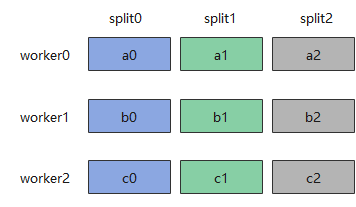 split0 split1 split2
worker0 a0 a1 a2
worker1 b0 b1 b2
worker2 c0 c1 c2